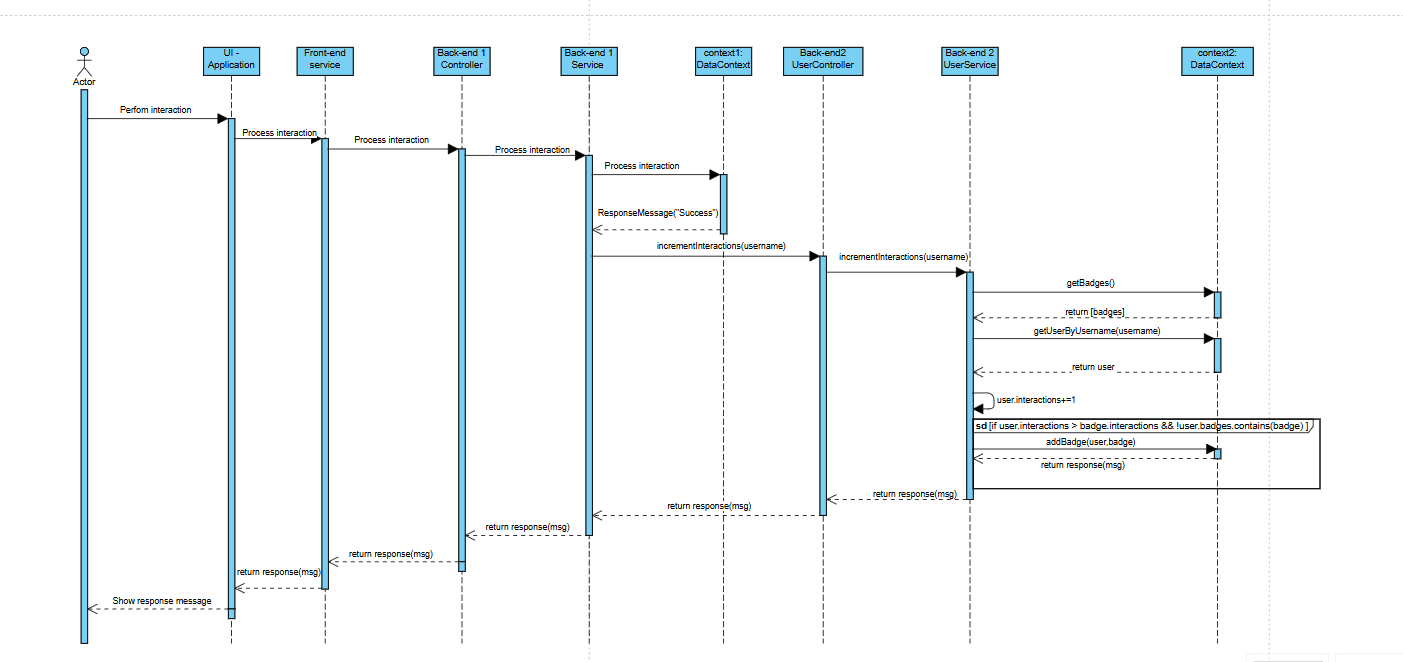 UI -
Application
Front-end
service
Back-end 1
Controller
Back-end 1
Service
context1:
DataContext
Back-end2
UserController
Back-end 2
UserService
context2:
DataContext
Actor
Perfom interaction
Process interaction
Process interaction
Process interaction
Process interaction
ResponseMessage("Success")
incrementInteractions(username)
incrementInteractions(username)
getBadges()
return [badges]
getUserByUsername(username)
return user
user.interactions+=1
sd [if user.interactions > badge.interactions && !user.badges.contains(badge) ]
addBadge(user,badge)
return response(msg)
return response(msg)
return response(msg)
return response(msg)
return response(msg)
return response(msg)
Show response message